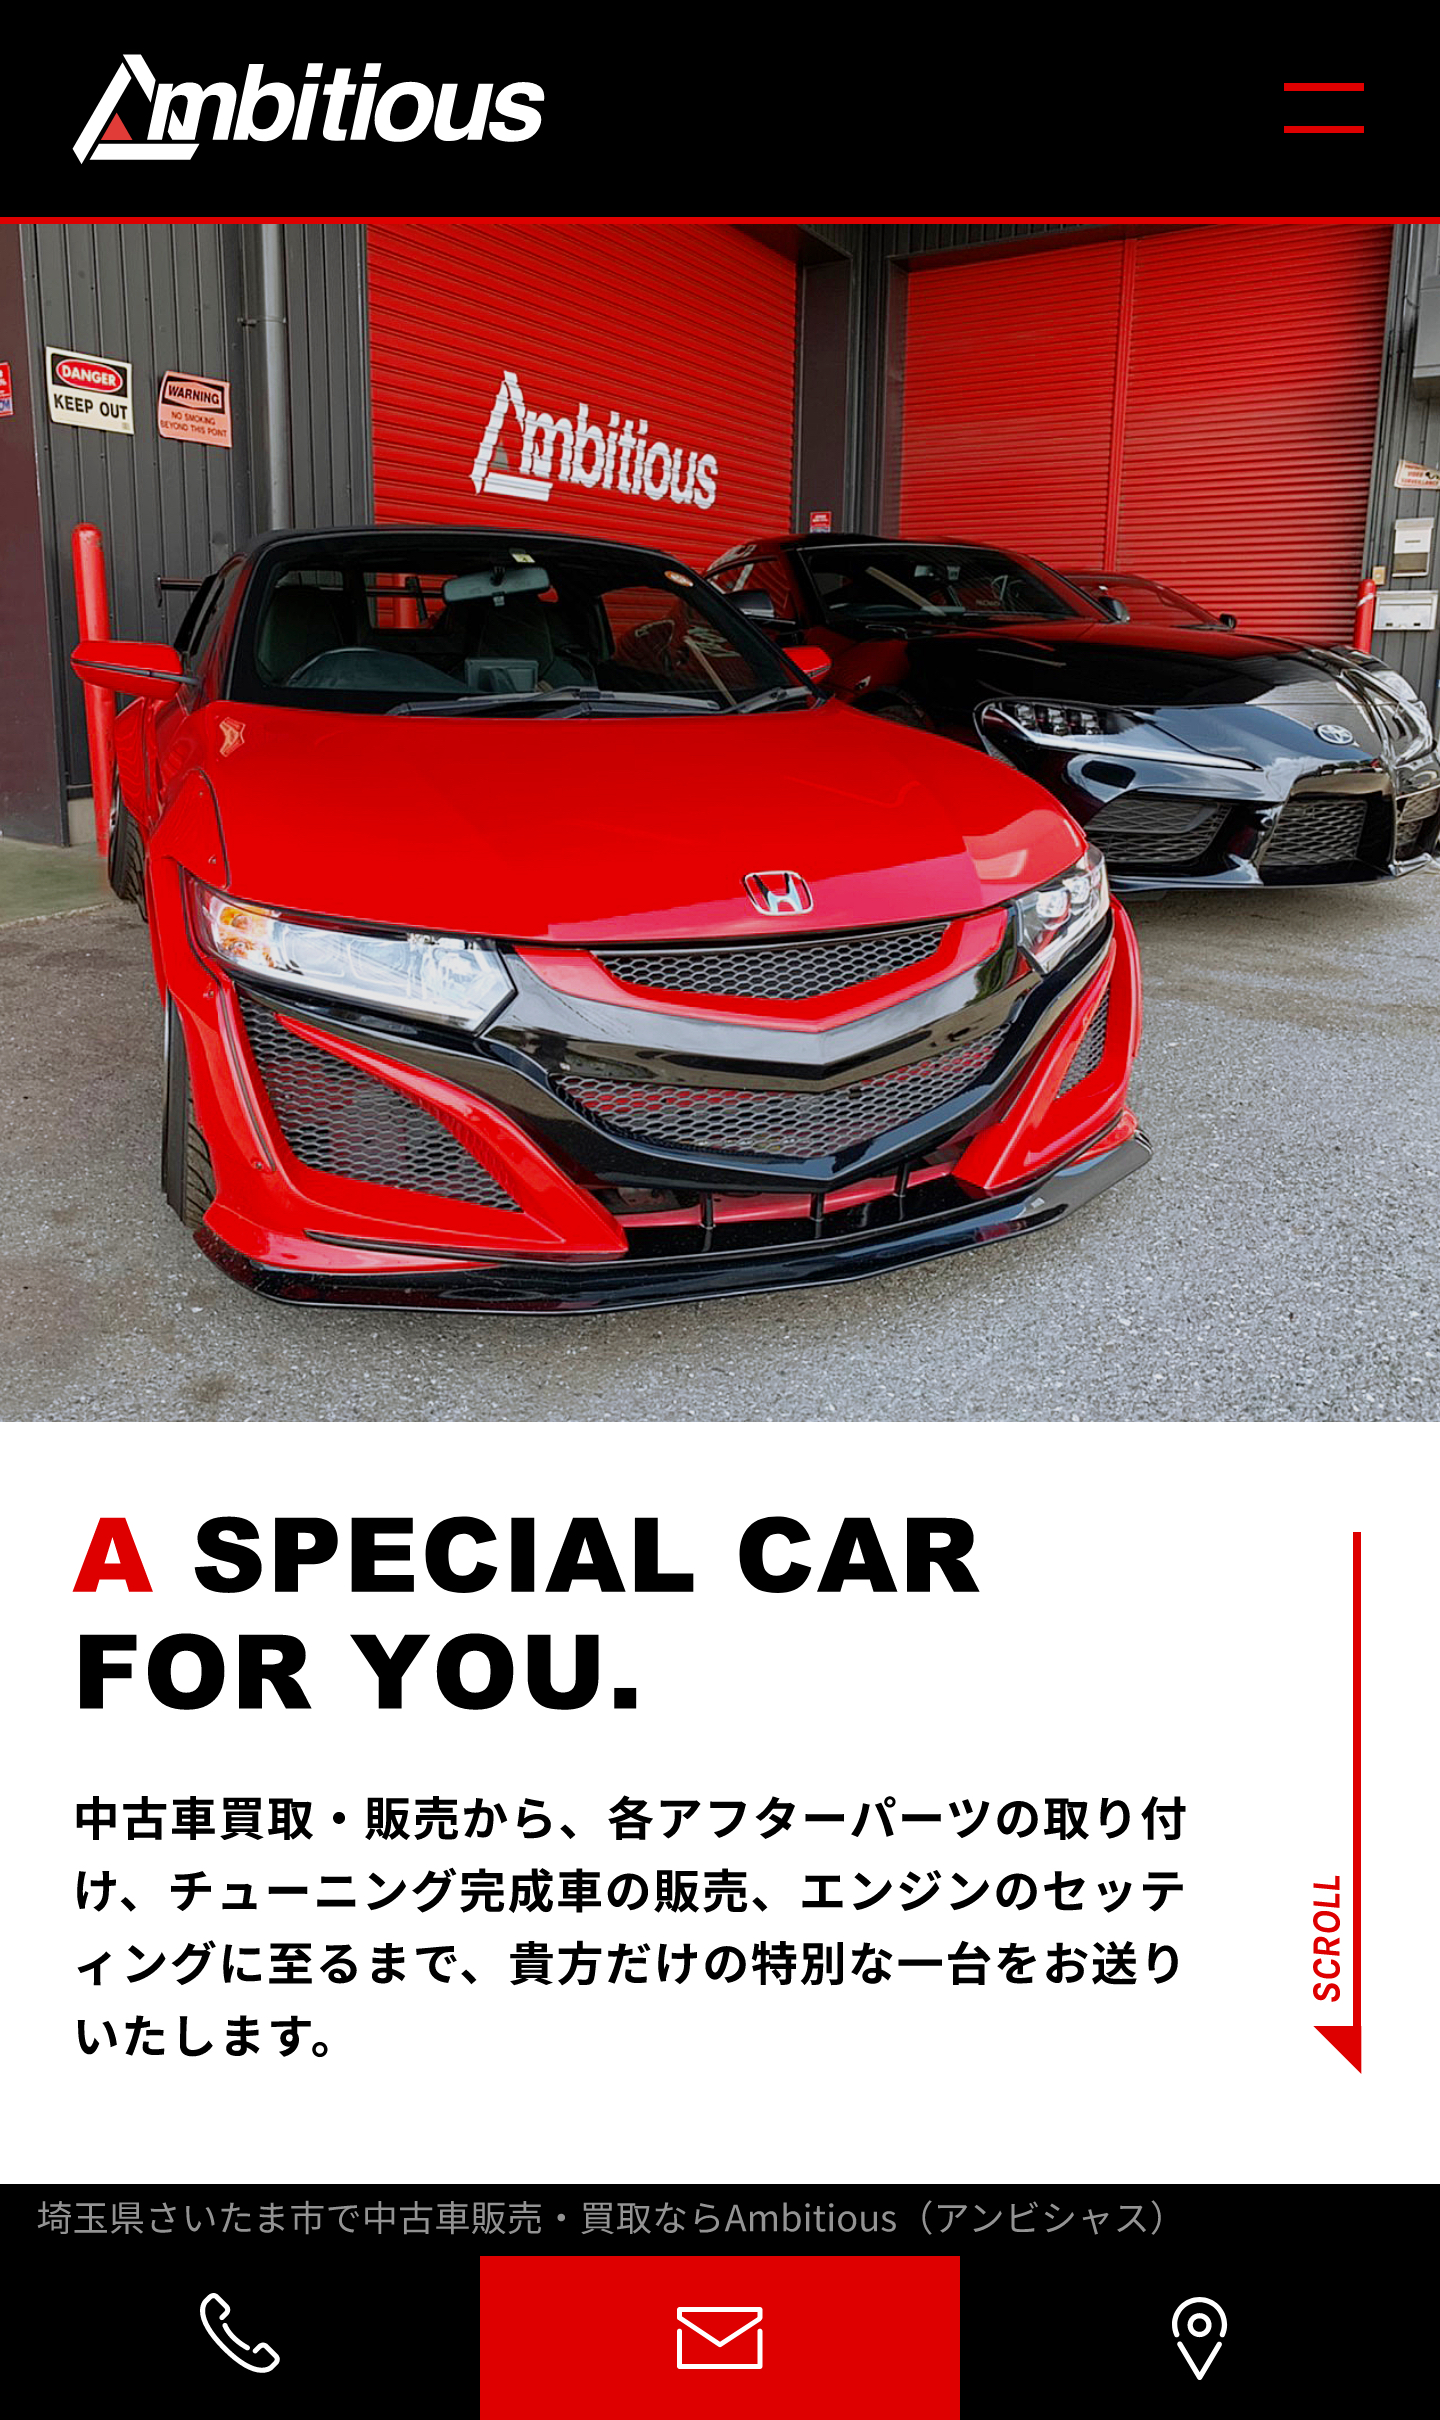 Ambitious
DANGER
KEEP OUT
WARNING
NO SMOKING
BEYOND THIS POINT
Ambitious
A SPECIAL CAR
FOR YOU.
中古車買取・販売から、各アフターパーツの取り付
け、チューニング完成車の販売、エンジンのセッテ
ィングに至るまで、貴方だけの特別な一台をお送り
いたします。
SCROLL
埼玉県さいたま市で中古車販売・買取ならAmbitious（アンビシャス）